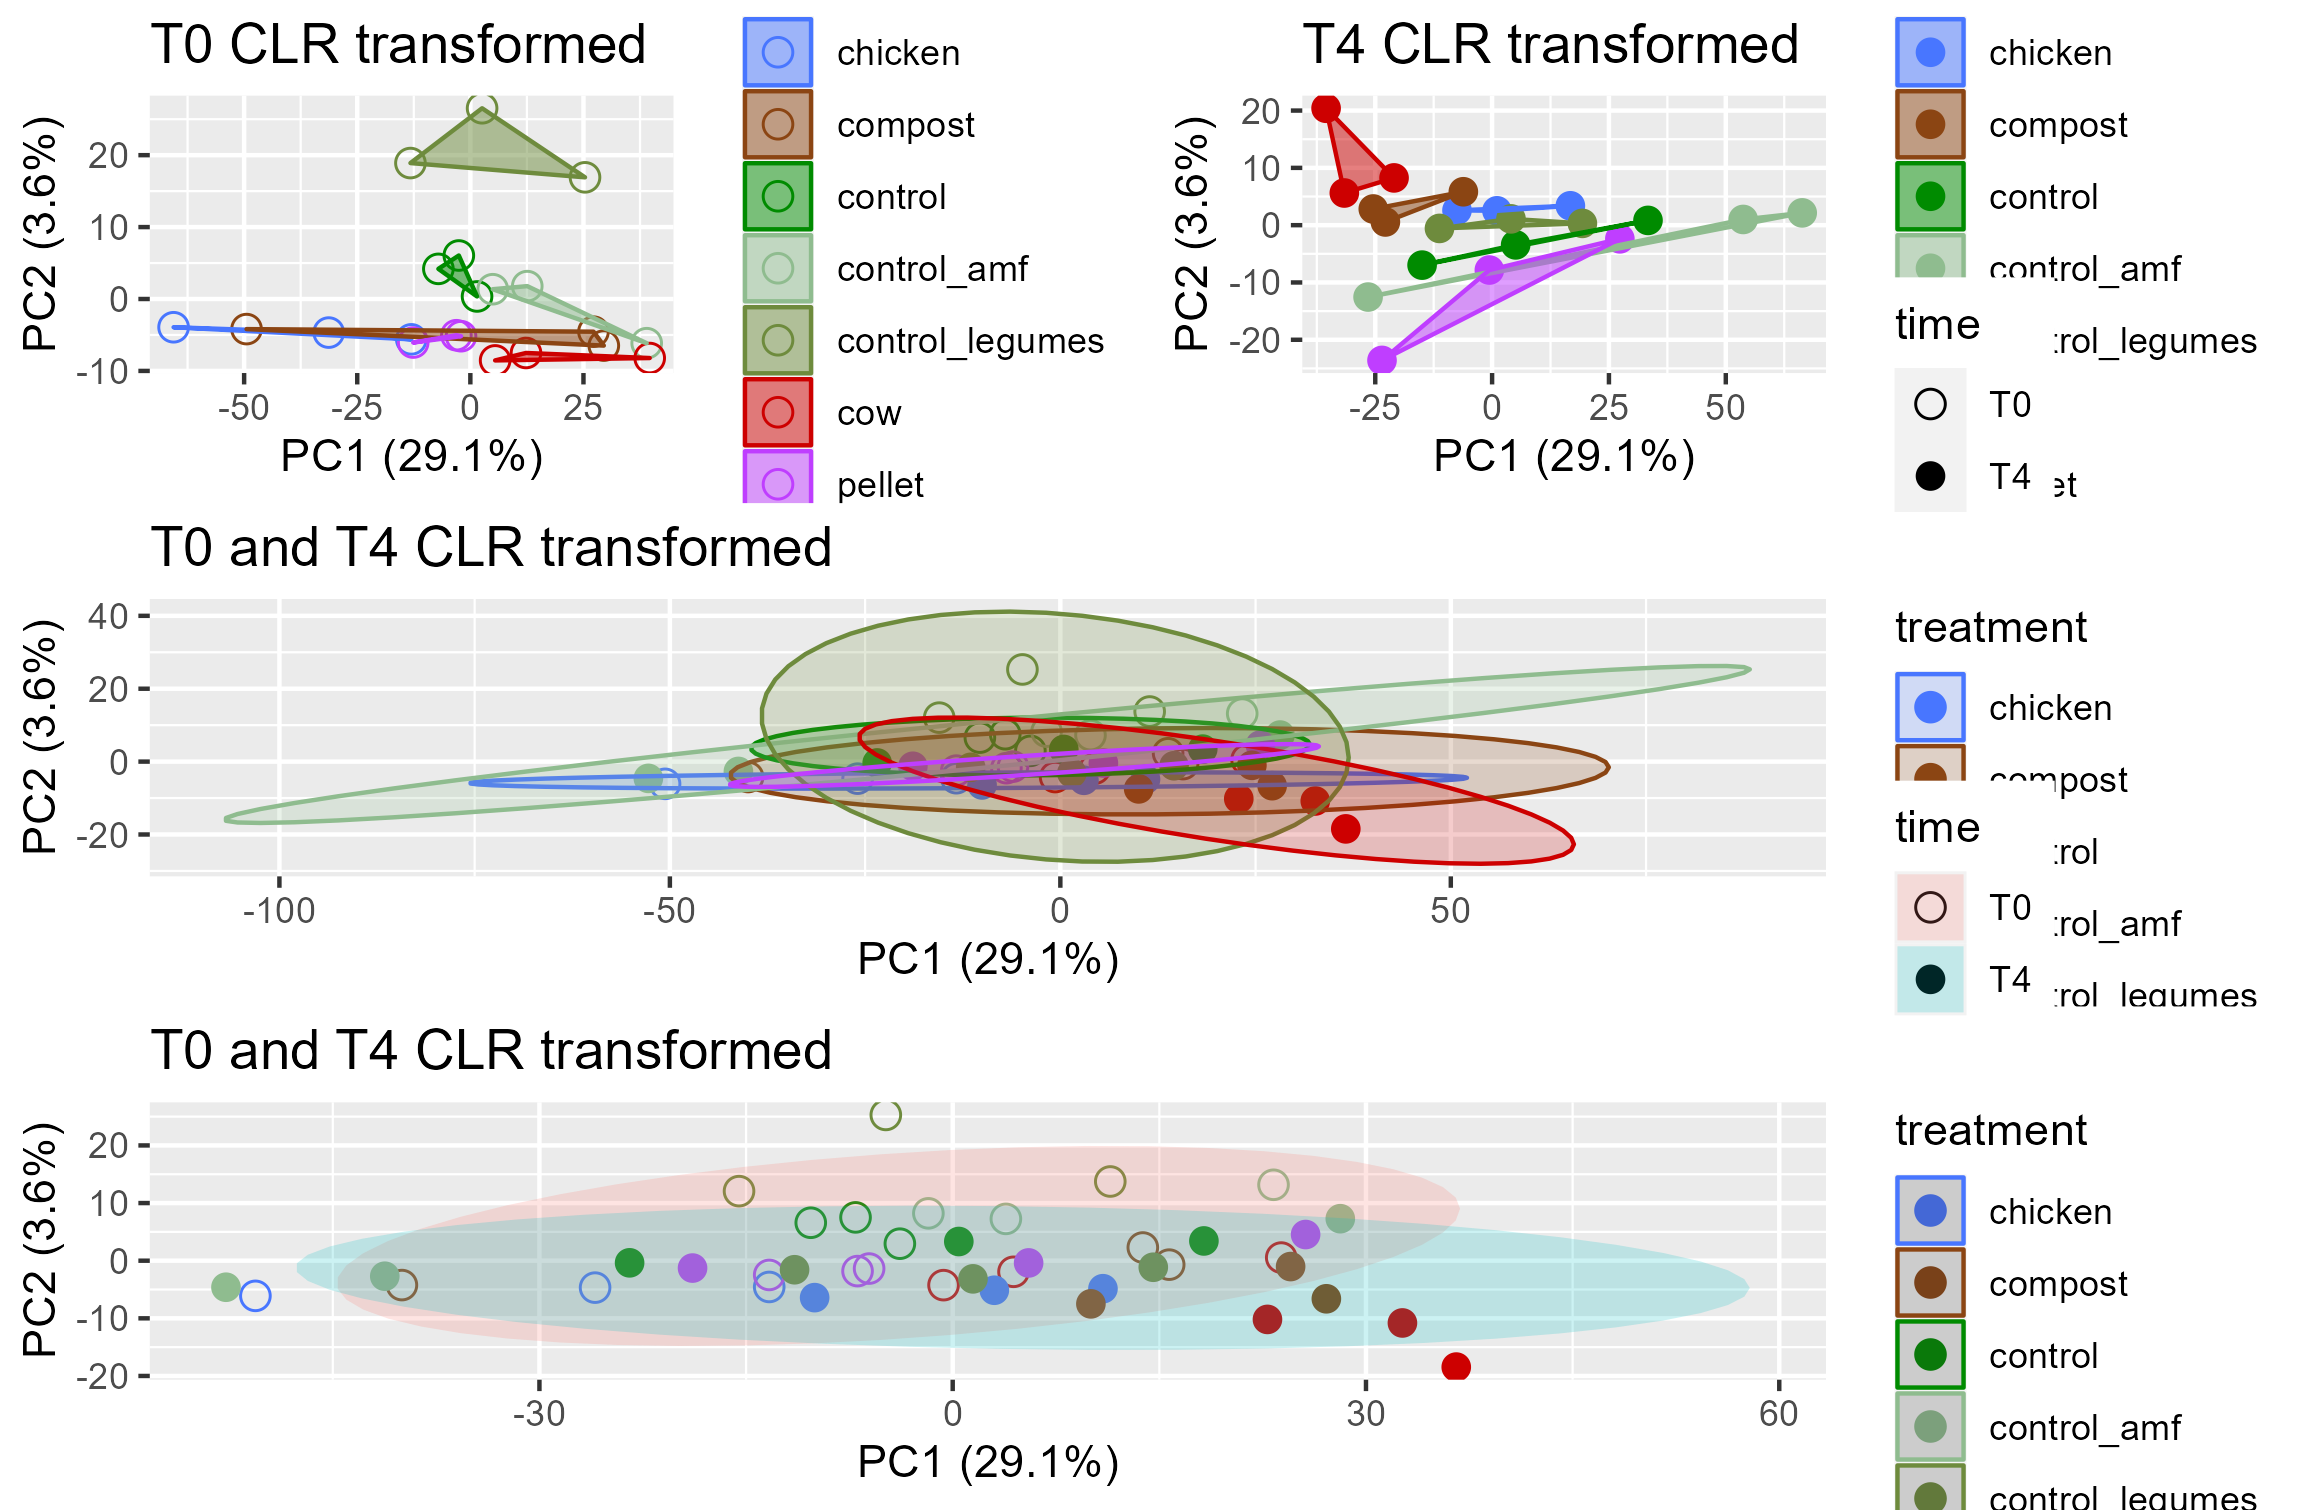 T0 CLR transformed
PC2 (3.6%)
20
10
0
-10
-50
-25
0
25
PC1 (29.1%)
chicken
compost
control
control_amf
control_legumes
cow
pellet
T4 CLR transformed
PC2 (3.6%)
20
10
0
-10
-20
-25
0
25
50
PC1 (29.1%)
chicken
compost
control
control_amf
trol_legumes
time
T0
T4
et
T0 and T4 CLR transformed
PC2 (3.6%)
40
20
0
-20
-100
-50
0
50
PC1 (29.1%)
treatment
chicken
compost
trol
time
trol_amf
T0
T4
trol_legumes
T0 and T4 CLR transformed
PC2 (3.6%)
20
10
0
-10
-20
-30
0
30
60
PC1 (29.1%)
treatment
chicken
compost
control
control_amf
control_legumes